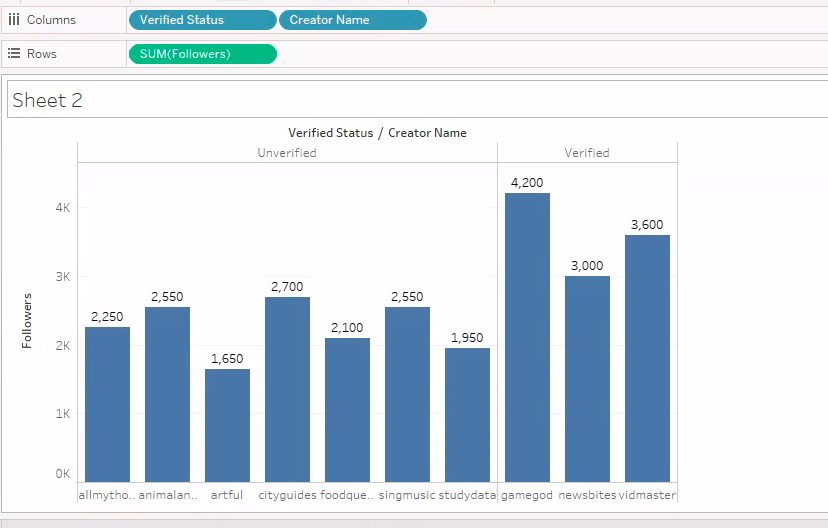 Columns Verified Status Creator Name
Rows SUM(Followers)
Sheet 2
Verified Status / Creator Name
Unverified Verified
4,200
4K
3,600
3,000
3K
2,700
2,550 2,550
2,250
2,100
2K
1,950
1,650
1K
0K
Followers
allmytho.. animalan.. artful cityguides foodque.. singmusic studydata gamegod newsbites vidmaster